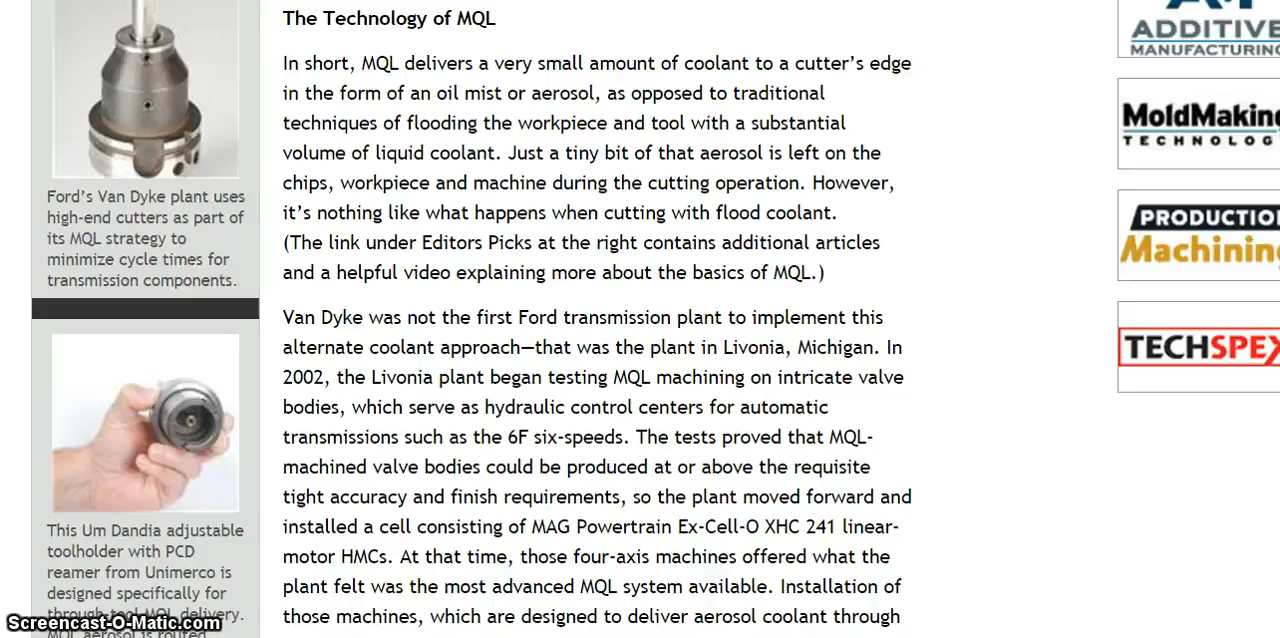 The Technology of MQL
In short, MQL delivers a very small amount of coolant to a cutter’s edge
in the form of an oil mist or aerosol, as opposed to traditional
techniques of flooding the workpiece and tool with a substantial
volume of liquid coolant. Just a tiny bit of that aerosol is left on the
chips, workpiece and machine during the cutting operation. However,
it’s nothing like what happens when cutting with flood coolant.
(The link under Editors Picks at the right contains additional articles
and a helpful video explaining more about the basics of MQL.)
Van Dyke was not the first Ford transmission plant to implement this
alternate coolant approach—that was the plant in Livonia, Michigan. In
2002, the Livonia plant began testing MQL machining on intricate valve
bodies, which serve as hydraulic control centers for automatic
transmissions such as the 6F six-speeds. The tests proved that MQL-
machined valve bodies could be produced at or above the requisite
tight accuracy and finish requirements, so the plant moved forward and
installed a cell consisting of MAG Powertrain Ex-Cell-O XHC 241 linear-
motor HMCs. At that time, those four-axis machines offered what the
plant felt was the most advanced MQL system available. Installation of
those machines, which are designed to deliver aerosol coolant through
Ford’s Van Dyke plant uses
high-end cutters as part of
its MQL strategy to
minimize cycle times for
transmission components.
This Um Dandia adjustable
toolholder with PCD
reamer from Unimerco is
designed specifically for
through-tool MQL delivery.
MQL aerosol is routed
Screencast-O-Matic.com
ADDITIVE
MANUFACTURING
MoldMaking
TECHNOLOG
PRODUCTIO
Machining
TECHSPEX